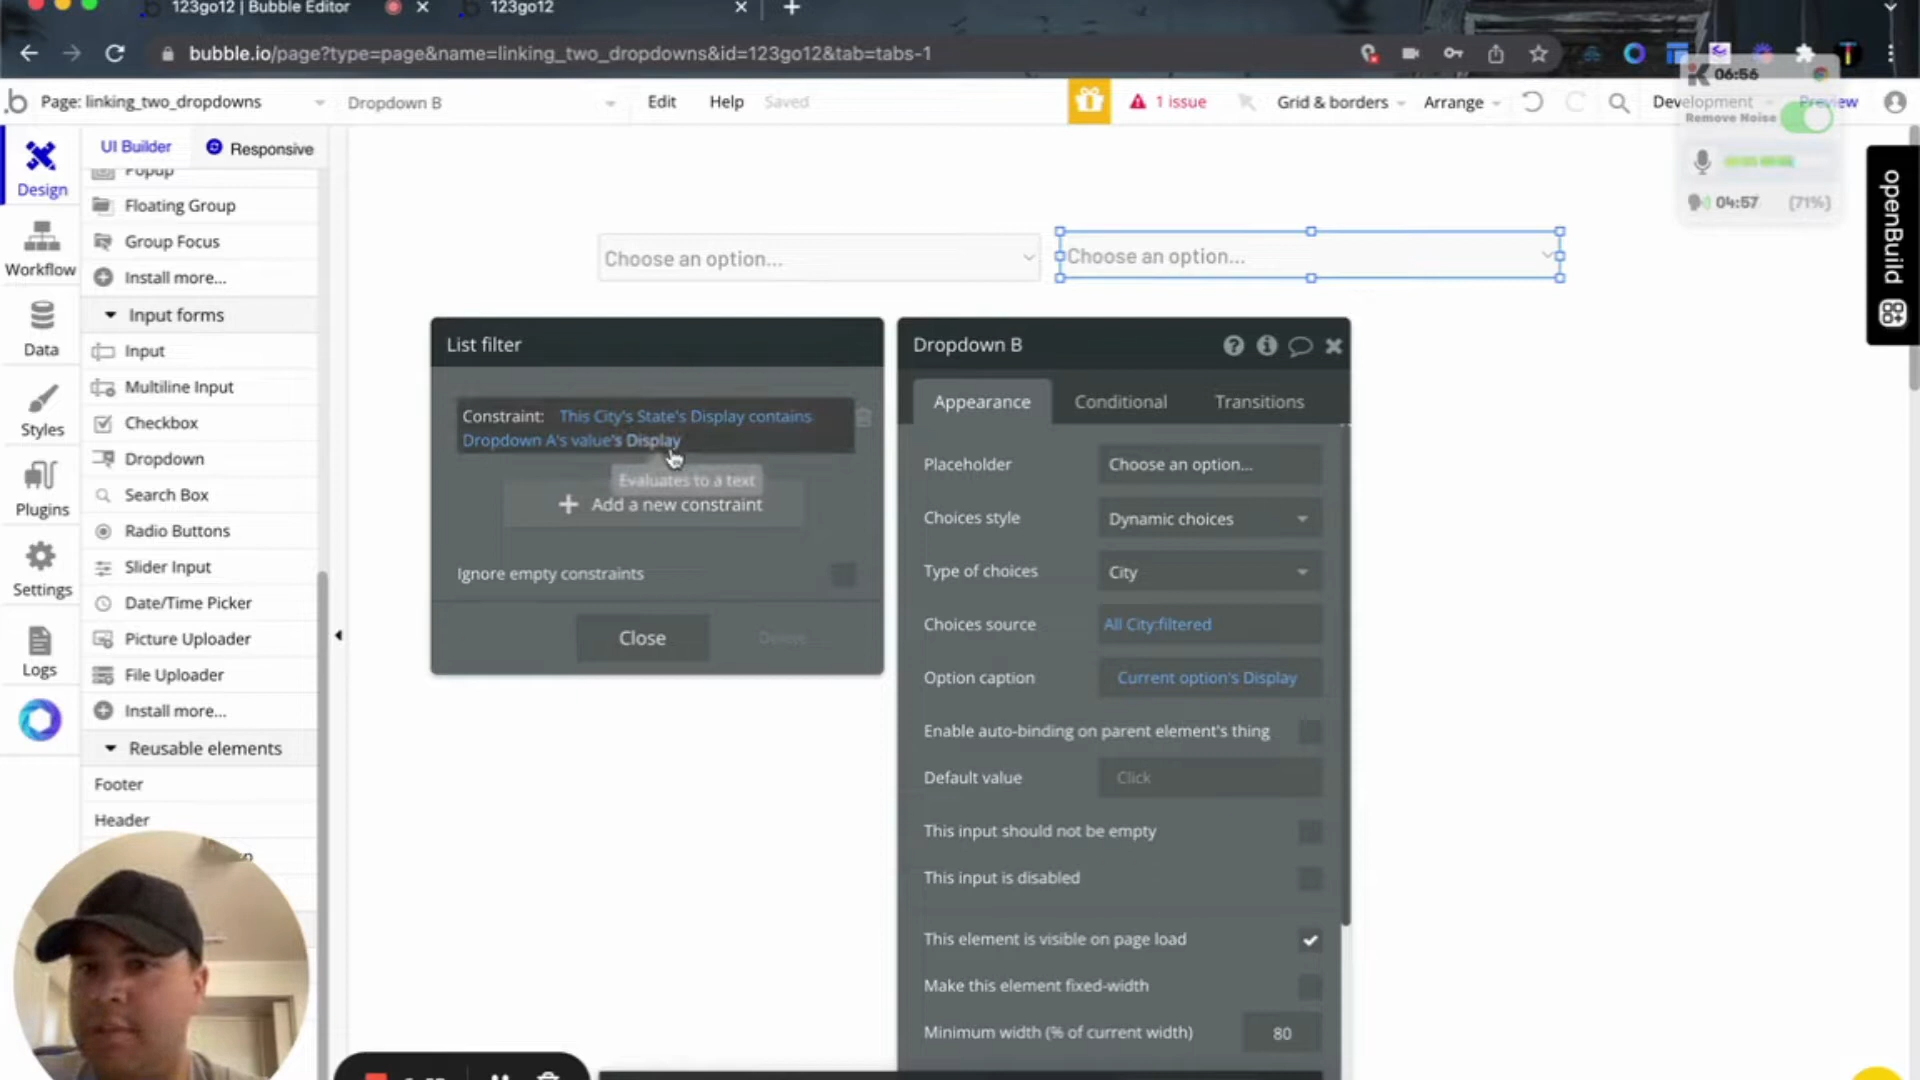 123go12 | Bubble Editor
123go12
bubble.io/page?type=page&name=linking_two_dropdowns&id=123go12&tab=tabs-1
06:56
Remove Noise
04:57 (71%)
Page: linking_two_dropdowns
Dropdown B
Edit
Help
Saved
1 issue
Grid & borders
Arrange
Development
Preview
openBuild
Design
Workflow
Data
Styles
Plugins
Settings
Logs
UI Builder
Responsive
Popup
Floating Group
Group Focus
Install more...
Input forms
Input
Multiline Input
Checkbox
Dropdown
Search Box
Radio Buttons
Slider Input
Date/Time Picker
Picture Uploader
File Uploader
Install more...
Reusable elements
Footer
Header
Choose an option...
Choose an option...
List filter
Constraint: This City's State's Display contains
Dropdown A's value's Display
Evaluates to a text
Add a new constraint
Ignore empty constraints
Close
Delete
Dropdown B
Appearance
Conditional
Transitions
Placeholder
Choose an option...
Choices style
Dynamic choices
Type of choices
City
Choices source
All City:filtered
Option caption
Current option's Display
Enable auto-binding on parent element's thing
Default value
Click
This input should not be empty
This input is disabled
This element is visible on page load
Make this element fixed-width
Minimum width (% of current width)
80